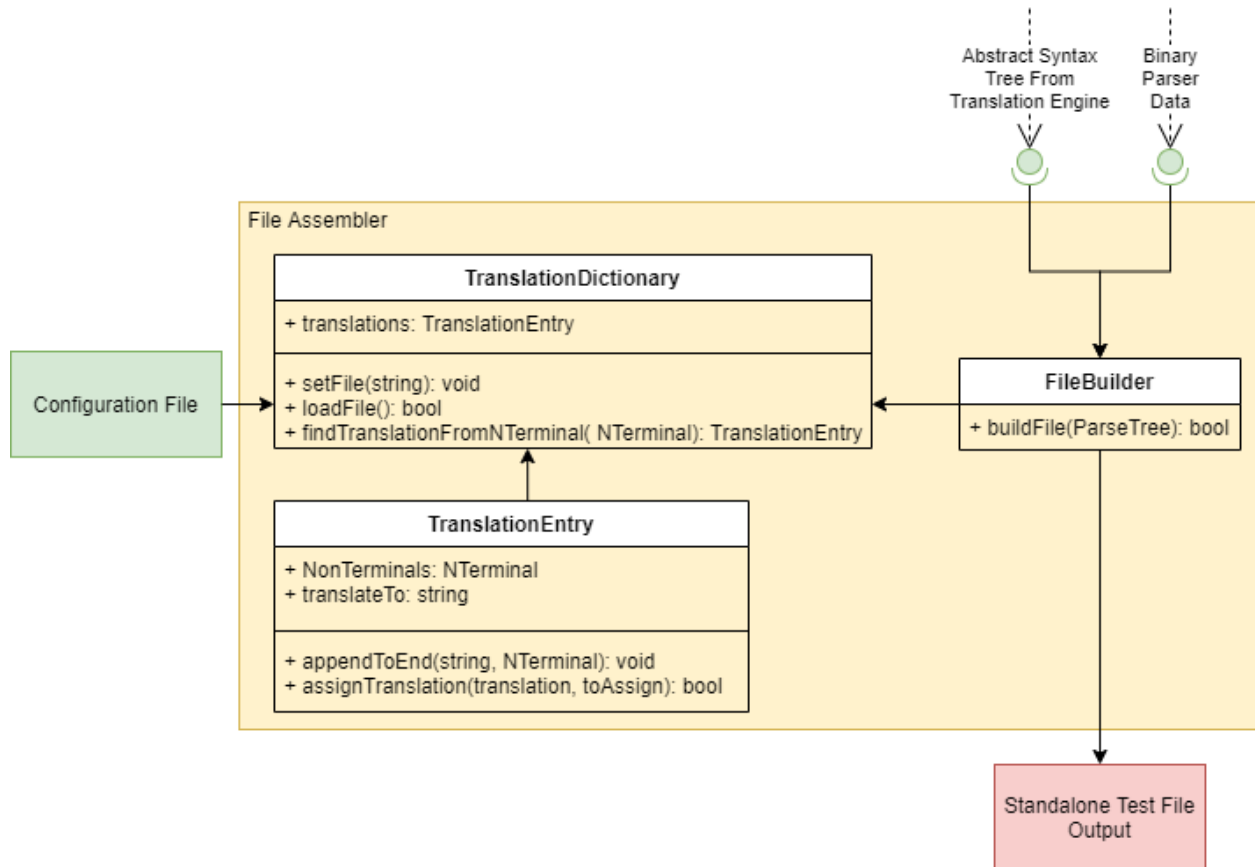 Abstract Syntax
Tree From
Translation Engine
Binary
Parser
Data
File Assembler
TranslationDictionary
+ translations: TranslationEntry
+ setFile(string): void
+ loadFile(): bool
+ findTranslationFromNTerminal( NTerminal): TranslationEntry
Configuration File
FileBuilder
+ buildFile(ParseTree): bool
TranslationEntry
+ NonTerminals: NTerminal
+ translateTo: string
+ appendToEnd(string, NTerminal): void
+ assignTranslation(translation, toAssign): bool
Standalone Test File
Output